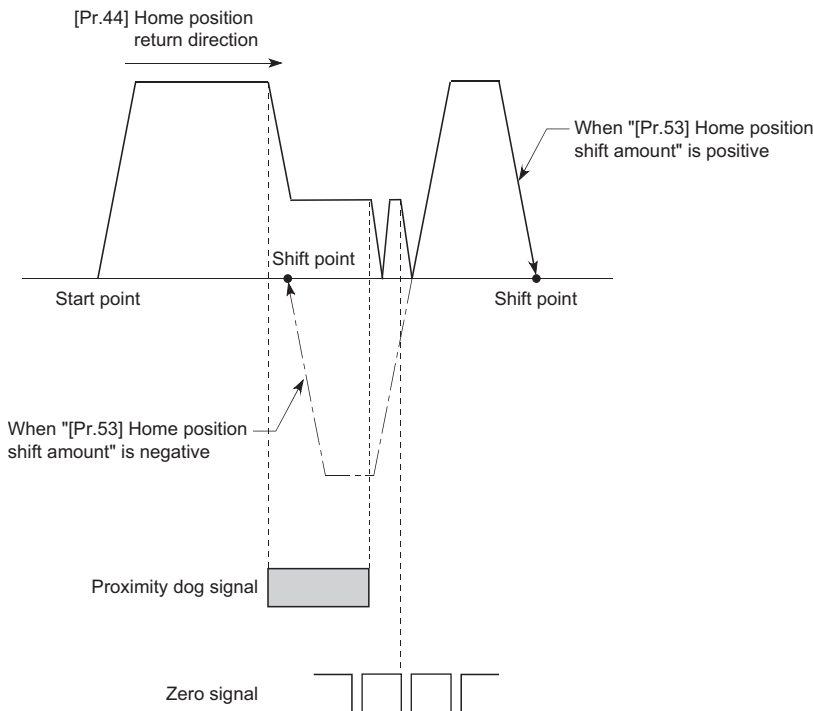 [Pr.44] Home position
return direction
When "[Pr.53] Home position
shift amount" is positive
Shift point
Start point
Shift point
When "[Pr.53] Home position
shift amount" is negative
Proximity dog signal
Zero signal